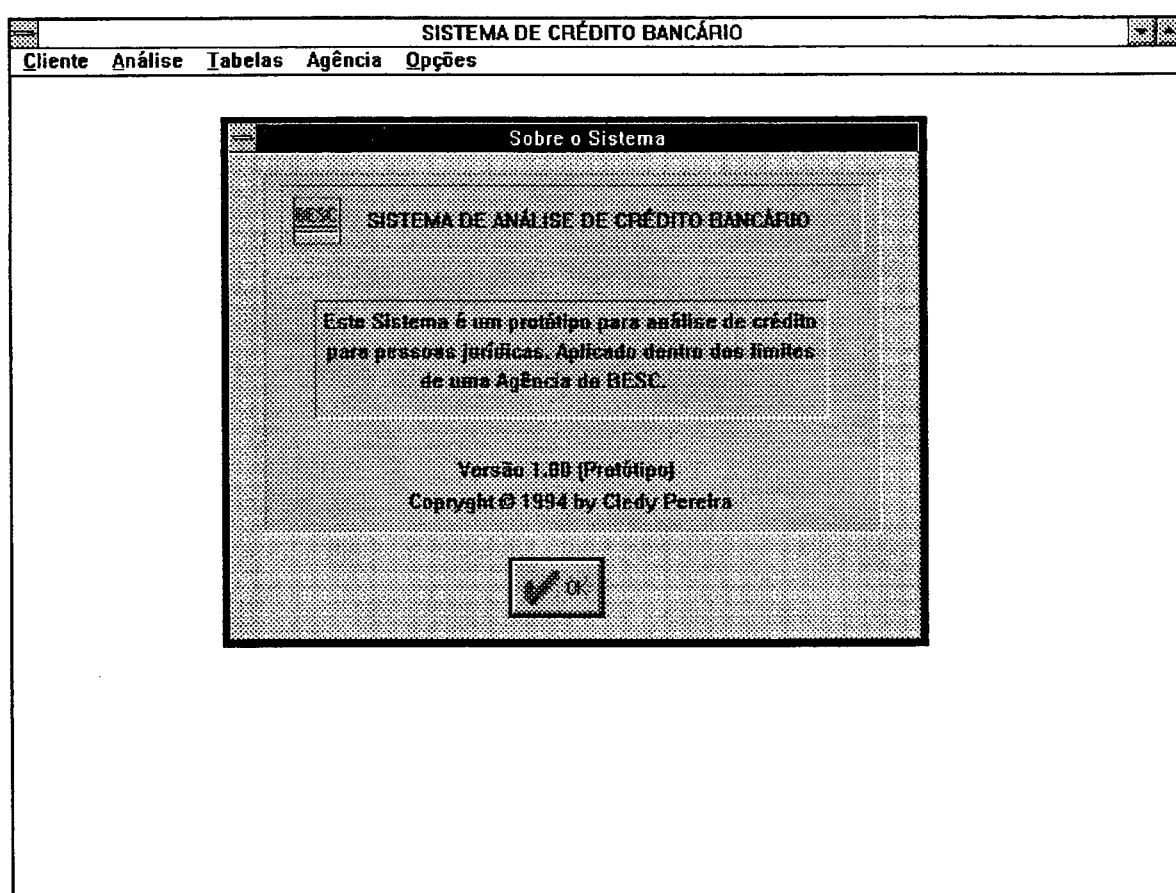 SISTEMA DE CRÉDITO BANCÁRIO
Cliente Análise Tabelas Agência Opções
Sobre o Sistema
BESC
SISTEMA DE ANÁLISE DE CRÉDITO BANCÁRIO
Este Sistema é um protótipo para análise de crédito
para pessoas jurídicas. Aplicado dentro dos limites
de uma Agência do BESC.
Versão 1.00 (Protótipo)
Copryght © 1994 by Cledy Pereira
OK